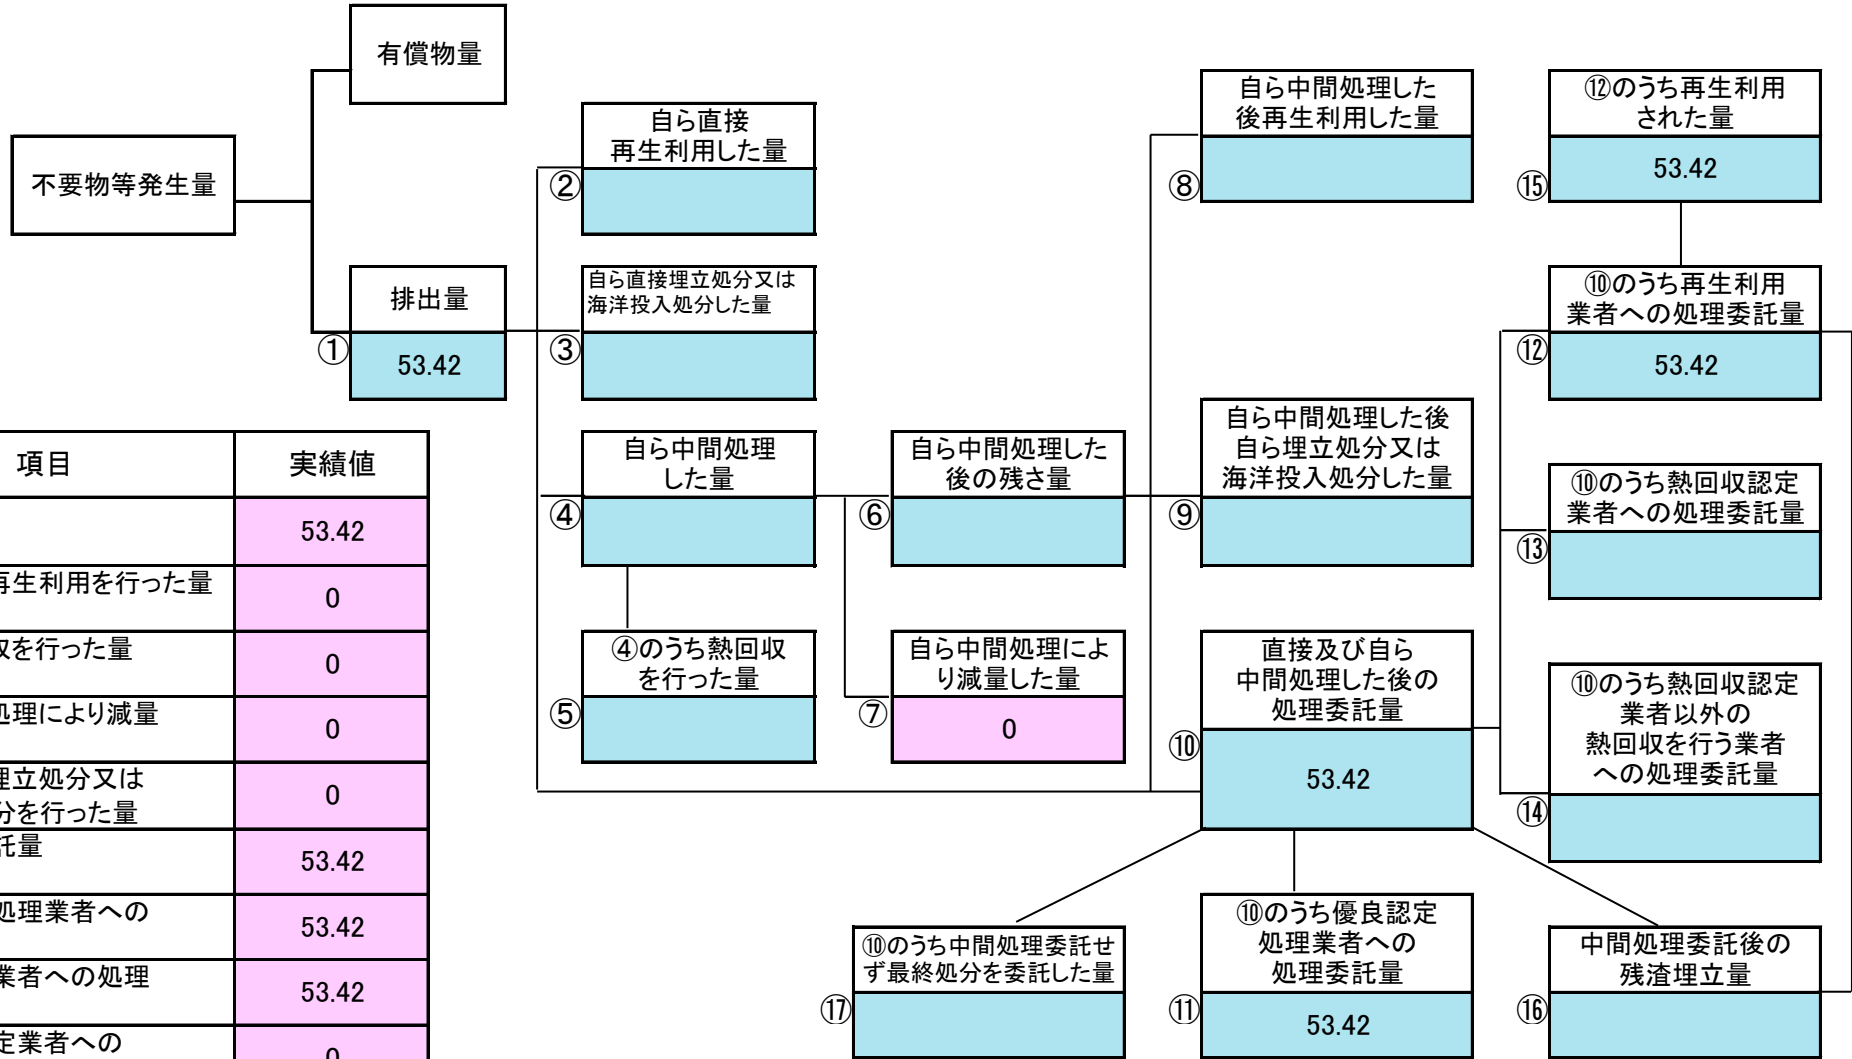 有償物量
不要物等発生量
排出量
①
53.42
自ら直接
再生利用した量
②
自ら直接埋立処分又は
海洋投入処分した量
③
自ら中間処理
した量
④
④のうち熱回収
を行った量
⑤
自ら中間処理した
後の残さ量
⑥
自ら中間処理によ
り減量した量
⑦
0
自ら中間処理した
後再生利用した量
⑧
自ら中間処理した後
自ら埋立処分又は
海洋投入処分した量
⑨
直接及び自ら
中間処理した後の
処理委託量
⑩
53.42
⑩のうち優良認定
処理業者への
処理委託量
⑪
53.42
⑫のうち再生利用
された量
⑮
53.42
⑩のうち再生利用
業者への処理委託量
⑫
53.42
⑩のうち熱回収認定
業者への処理委託量
⑬
⑩のうち熱回収認定
業者以外の
熱回収を行う業者
への処理委託量
⑭
中間処理委託後の
残渣埋立量
⑯
⑩のうち中間処理委託せ
ず最終処分を委託した量
⑰
項目
実績値
53.42
再生利用を行った量
0
収を行った量
0
処理により減量
0
埋立処分又は
分を行った量
0
託量
53.42
処理業者への
53.42
業者への処理
53.42
定業者への
0